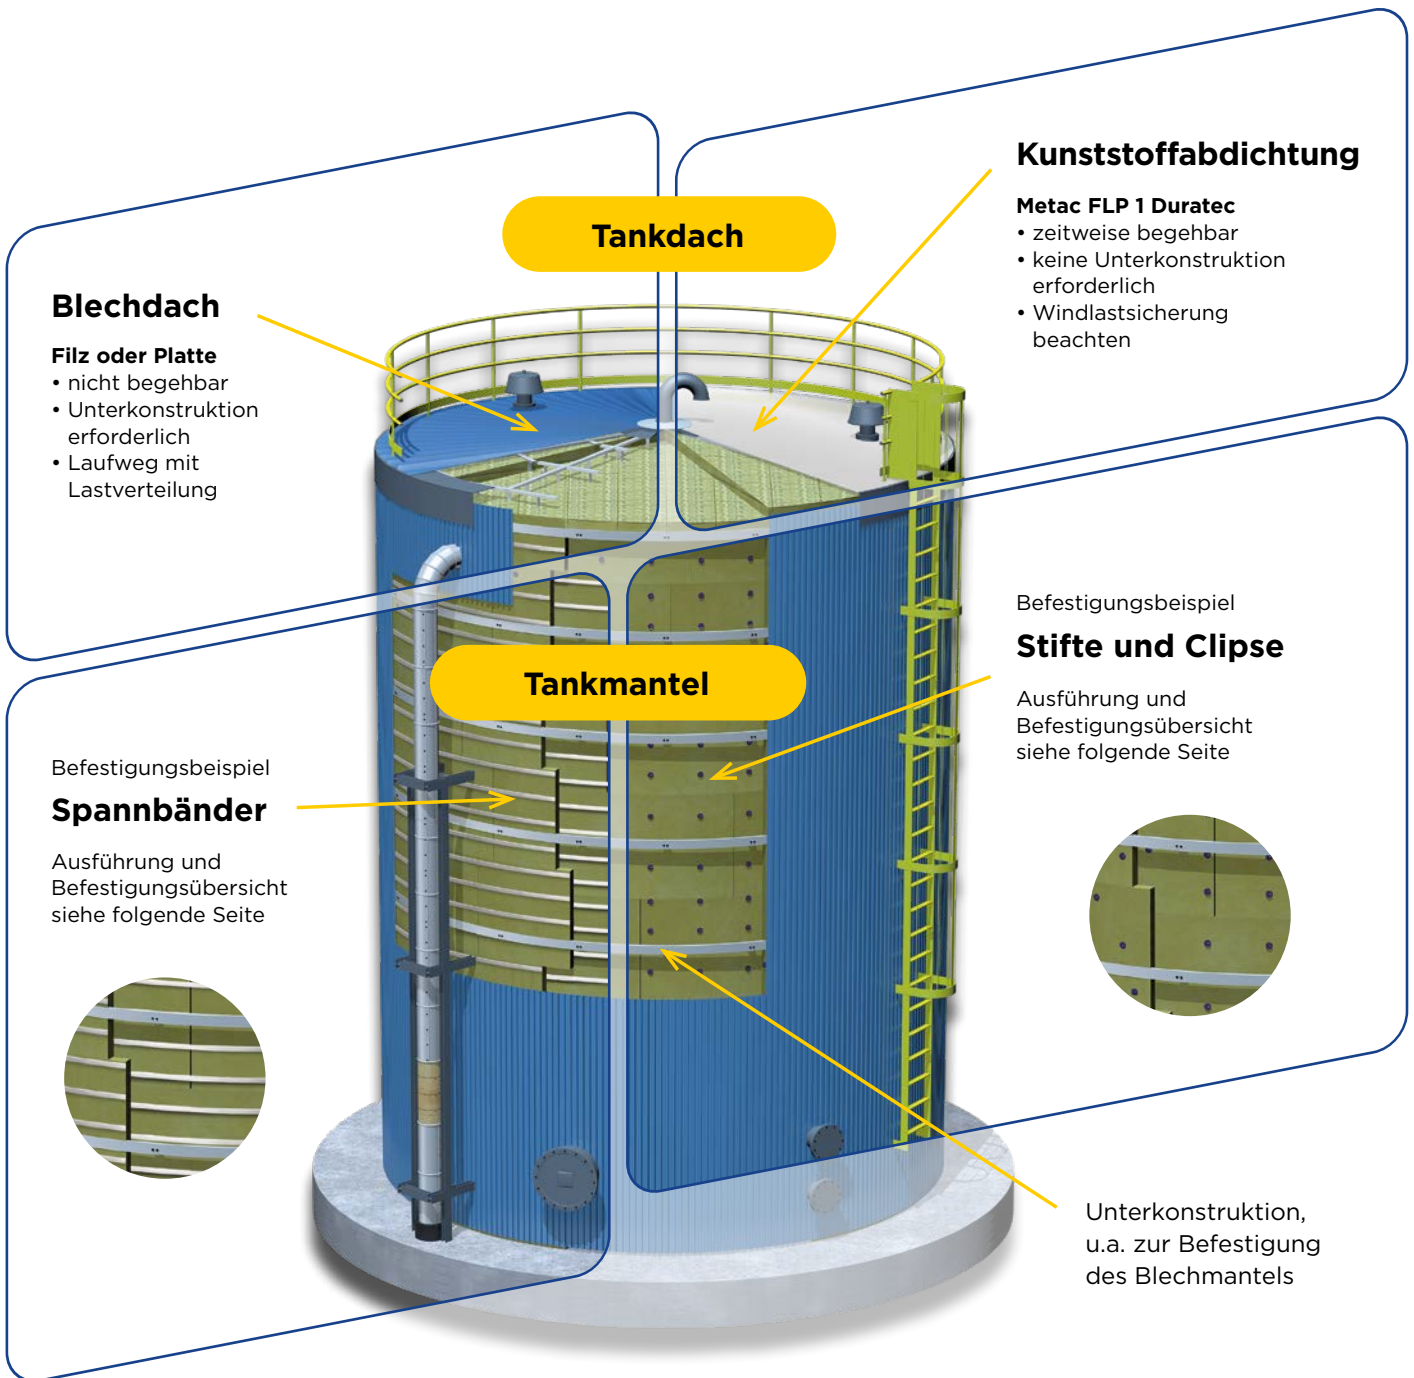 Tankdach
Blechdach
Filz oder Platte
• nicht begehbar
• Unterkonstruktion
erforderlich
• Laufweg mit
Lastverteilung
Kunststoffabdichtung
Metac FLP 1 Duratec
• zeitweise begehbar
• keine Unterkonstruktion
erforderlich
• Windlastsicherung
beachten
Tankmantel
Befestigungsbeispiel
Spannbänder
Ausführung und
Befestigungsübersicht
siehe folgende Seite
Befestigungsbeispiel
Stifte und Clipse
Ausführung und
Befestigungsübersicht
siehe folgende Seite
Unterkonstruktion,
u.a. zur Befestigung
des Blechmantels